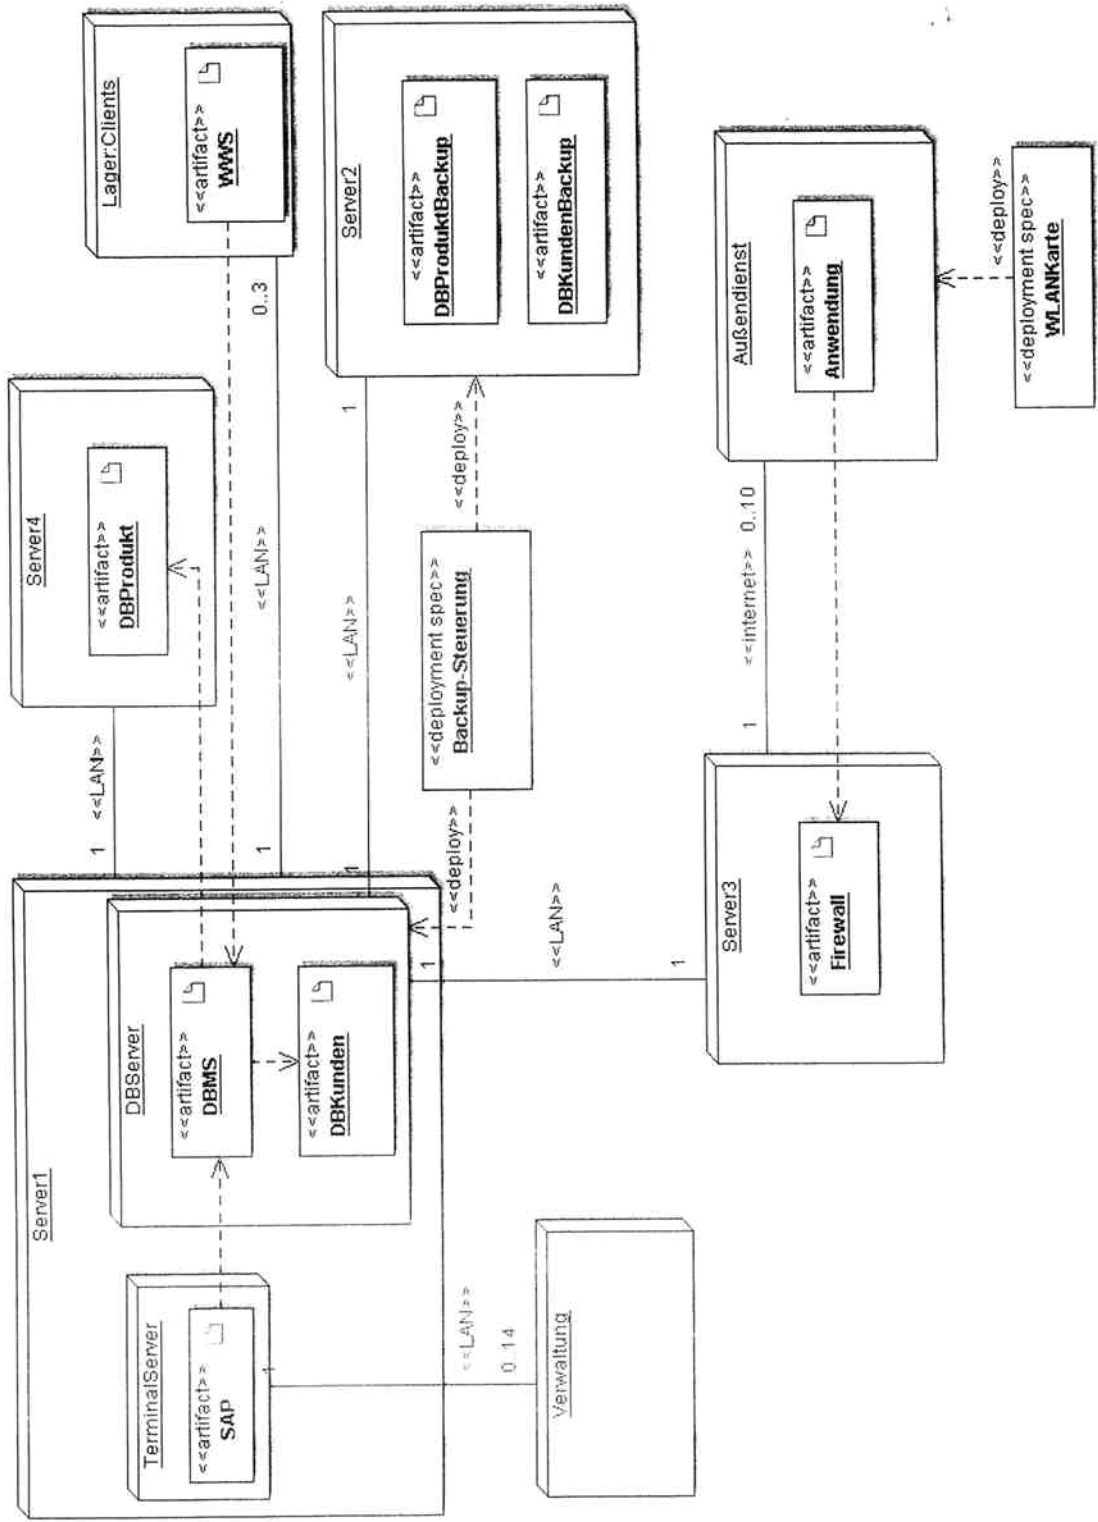 Server1
TerminalServer
<<artifact>>
SAP
1
DBServer
<<artifact>>
DBMS
<<artifact>>
DBKunden
<<LAN>>
0..14
Verwaltung
1
<<LAN>>
Server4
<<artifact>>
DBProdukt
1
<<LAN>>
0..3
Lager:Clients
<<artifact>>
WWS
1
<<LAN>>
1
Server2
<<artifact>>
DBProduktBackup
<<artifact>>
DBKundenBackup
<<deploy>>
<<deployment spec>>
Backup-Steuerung
<<deploy>>
1
<<LAN>>
1
Server3
<<artifact>>
Firewall
1
<<internet>>
0..10
Außendienst
<<artifact>>
Anwendung
<<deploy>>
<<deployment spec>>
WLANKarte